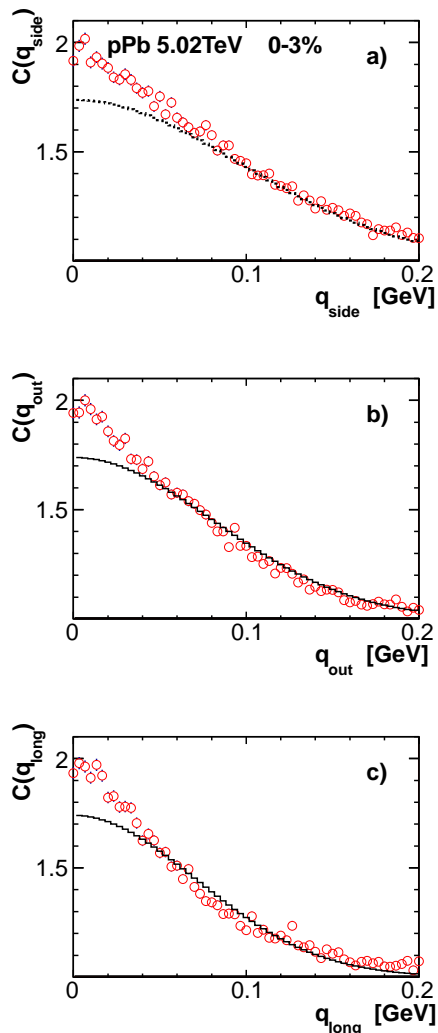 C(q_side)
pPb 5.02TeV 0-3%
a)
2
1.5
0 0.1 0.2
q_side [GeV]
C(q_out)
b)
2
1.5
0 0.1 0.2
q_out [GeV]
C(q_long)
c)
2
1.5
0 0.1 0.2
q_long [GeV]